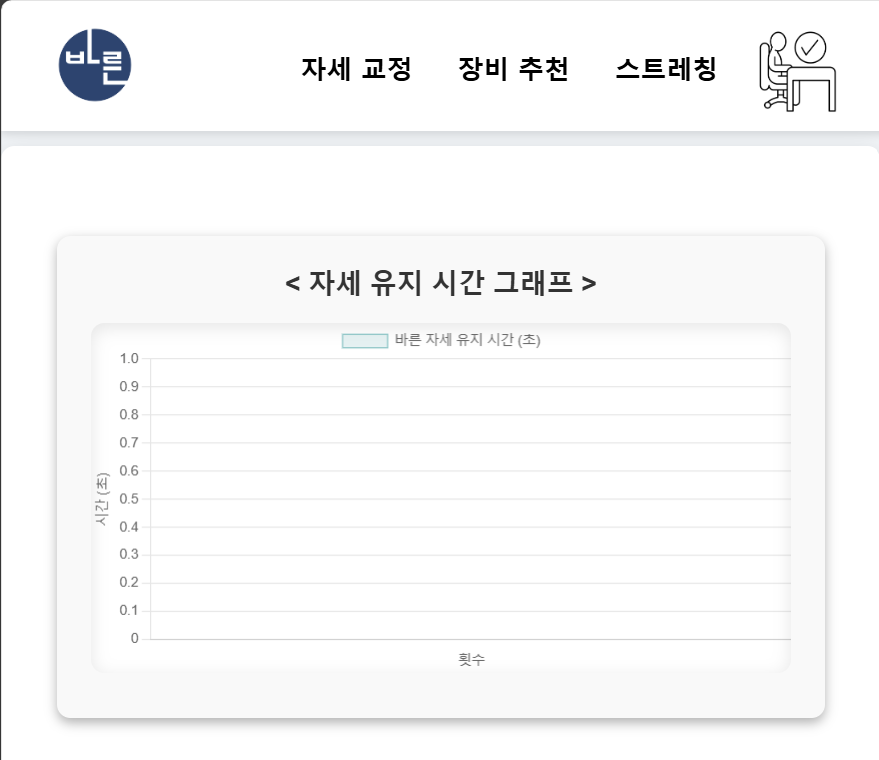 바른
자세 교정 장비 추천 스트레칭
< 자세 유지 시간 그래프 >
바른 자세 유지 시간 (초)
1.0
0.9
0.8
0.7
0.6
0.5
0.4
0.3
0.2
0.1
0
시간 (초)
횟수